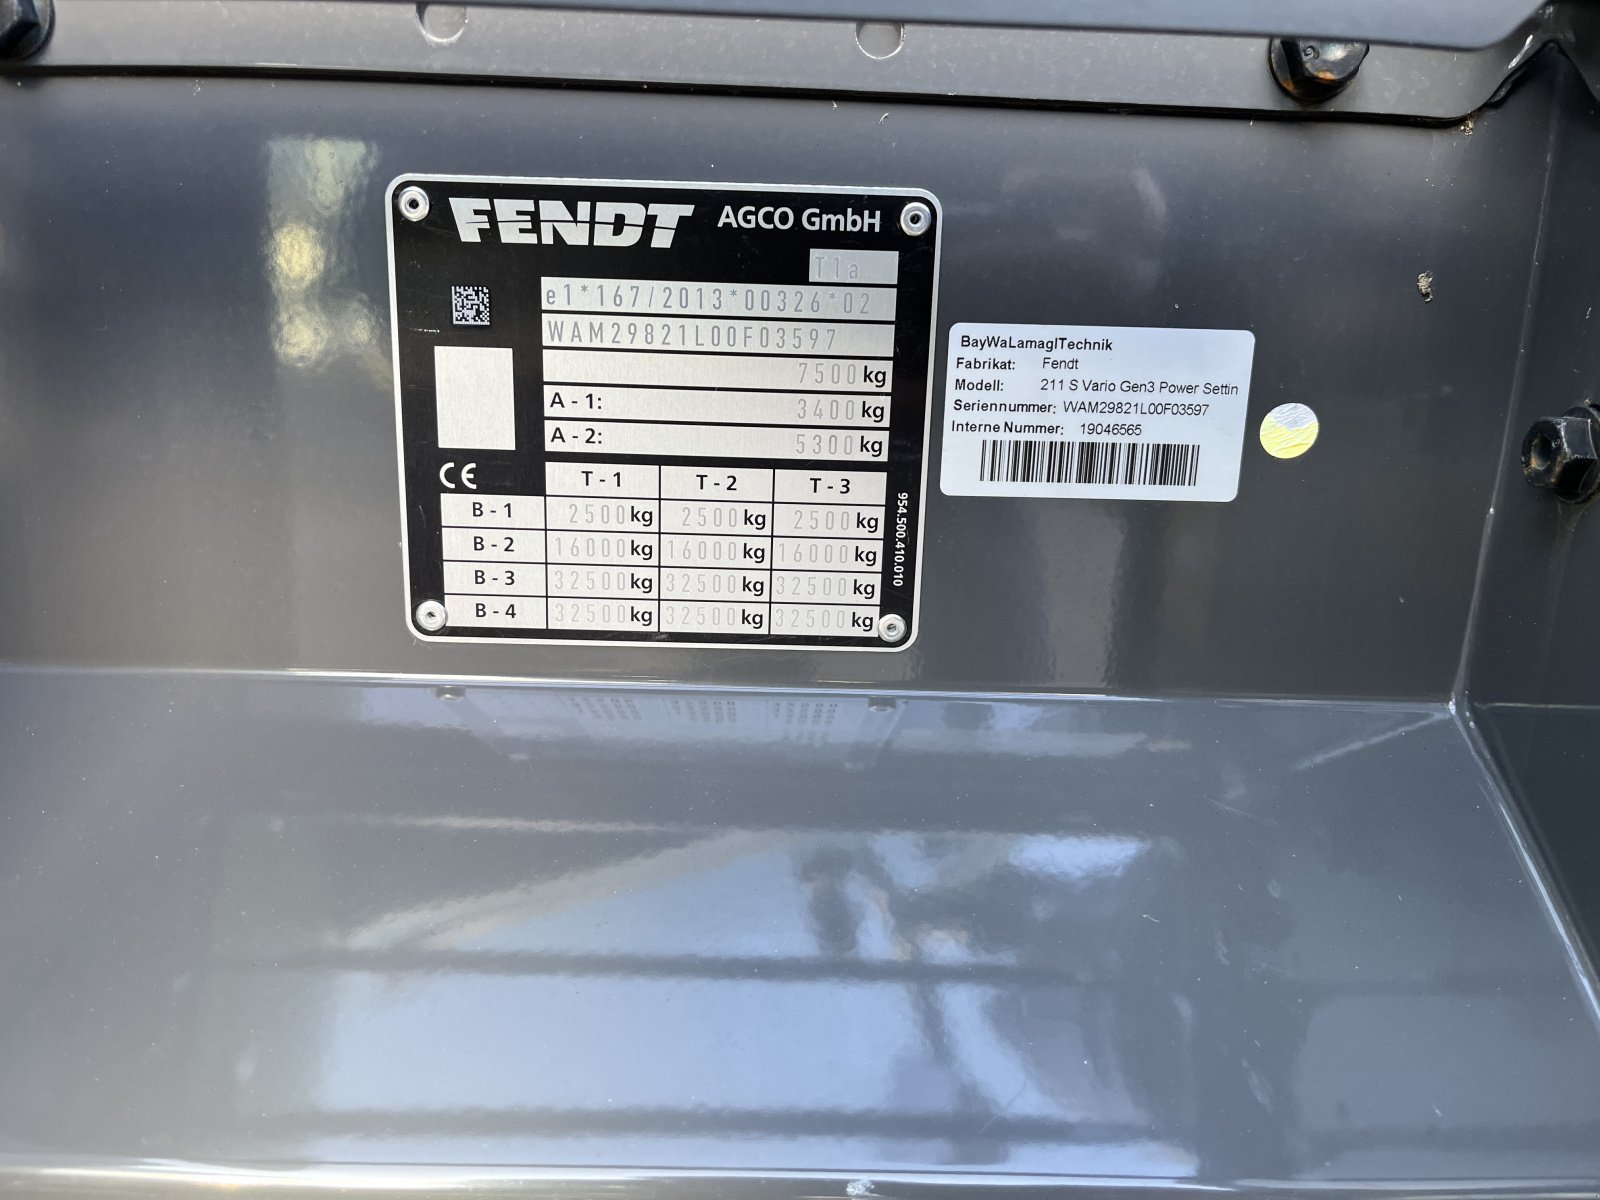 FENDT AGCO GmbH
T1a
e1*167/2013*00326*02
WAM29821L00F03597
7500 kg
A - 1: 3400 kg
A - 2: 5300 kg
CE T - 1 T - 2 T - 3
B - 1 2500 kg 2500 kg 2500 kg
B - 2 16000 kg 16000 kg 16000 kg
B - 3 32500 kg 32500 kg 32500 kg
B - 4 32500 kg 32500 kg 32500 kg
954.500.410.010
BayWaLamaglTechnik
Fabrikat: Fendt
Modell: 211 S Vario Gen3 Power Settin
Seriennummer: WAM29821L00F03597
Interne Nummer: 19046565